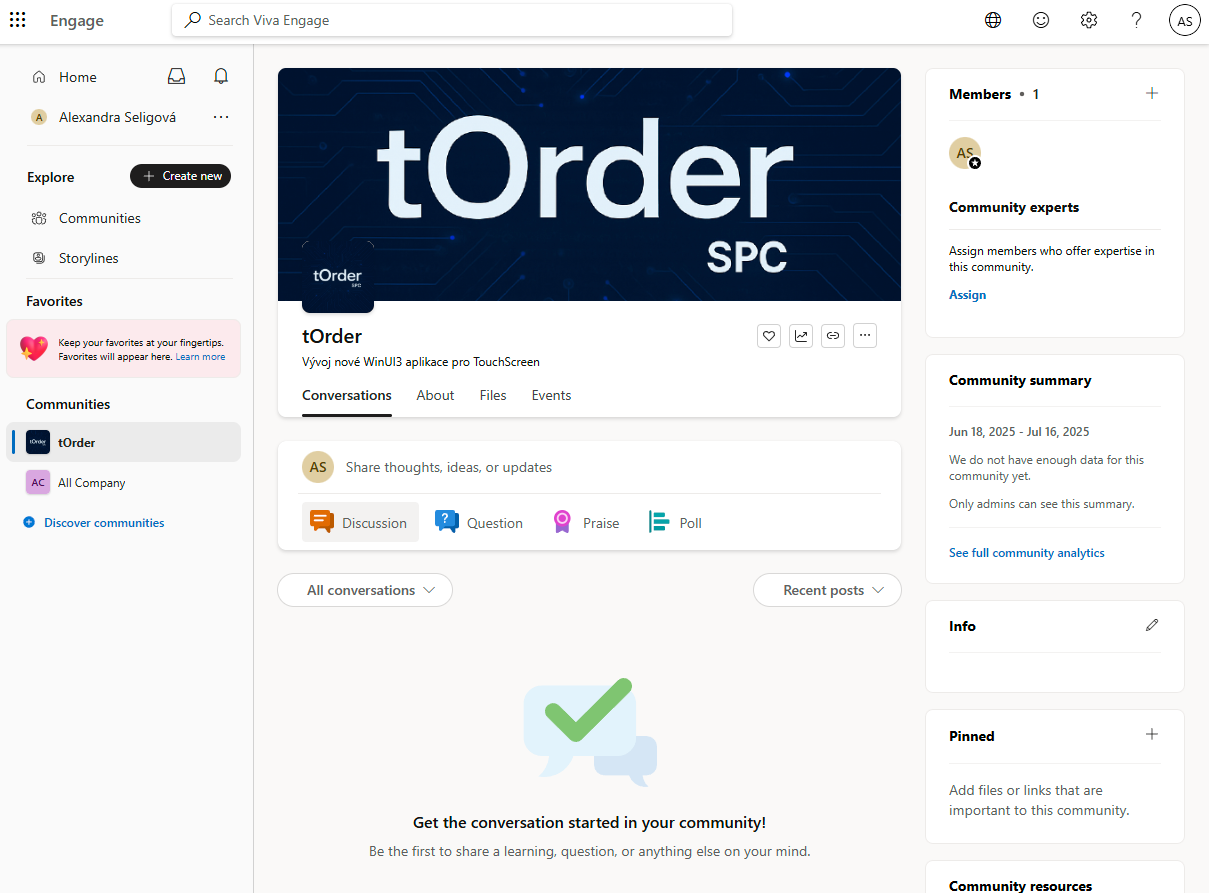 Engage
Search Viva Engage
AS
Home
A
Alexandra Seligová
Explore
Create new
Communities
Storylines
Favorites
Keep your favorites at your fingertips.
Favorites will appear here. Learn more
Communities
tOrder
tOrder
AC
All Company
Discover communities
tOrder
SPC
tOrder
SPC
tOrder
Vývoj nové WinUI3 aplikace pro TouchScreen
Conversations
About
Files
Events
AS
Share thoughts, ideas, or updates
Discussion
Question
Praise
Poll
All conversations
Recent posts
Get the conversation started in your community!
Be the first to share a learning, question, or anything else on your mind.
Members • 1
AS
Community experts
Assign members who offer expertise in
this community.
Assign
Community summary
Jun 18, 2025 - Jul 16, 2025
We do not have enough data for this
community yet.
Only admins can see this summary.
See full community analytics
Info
Pinned
Add files or links that are
important to this community.
Community resources